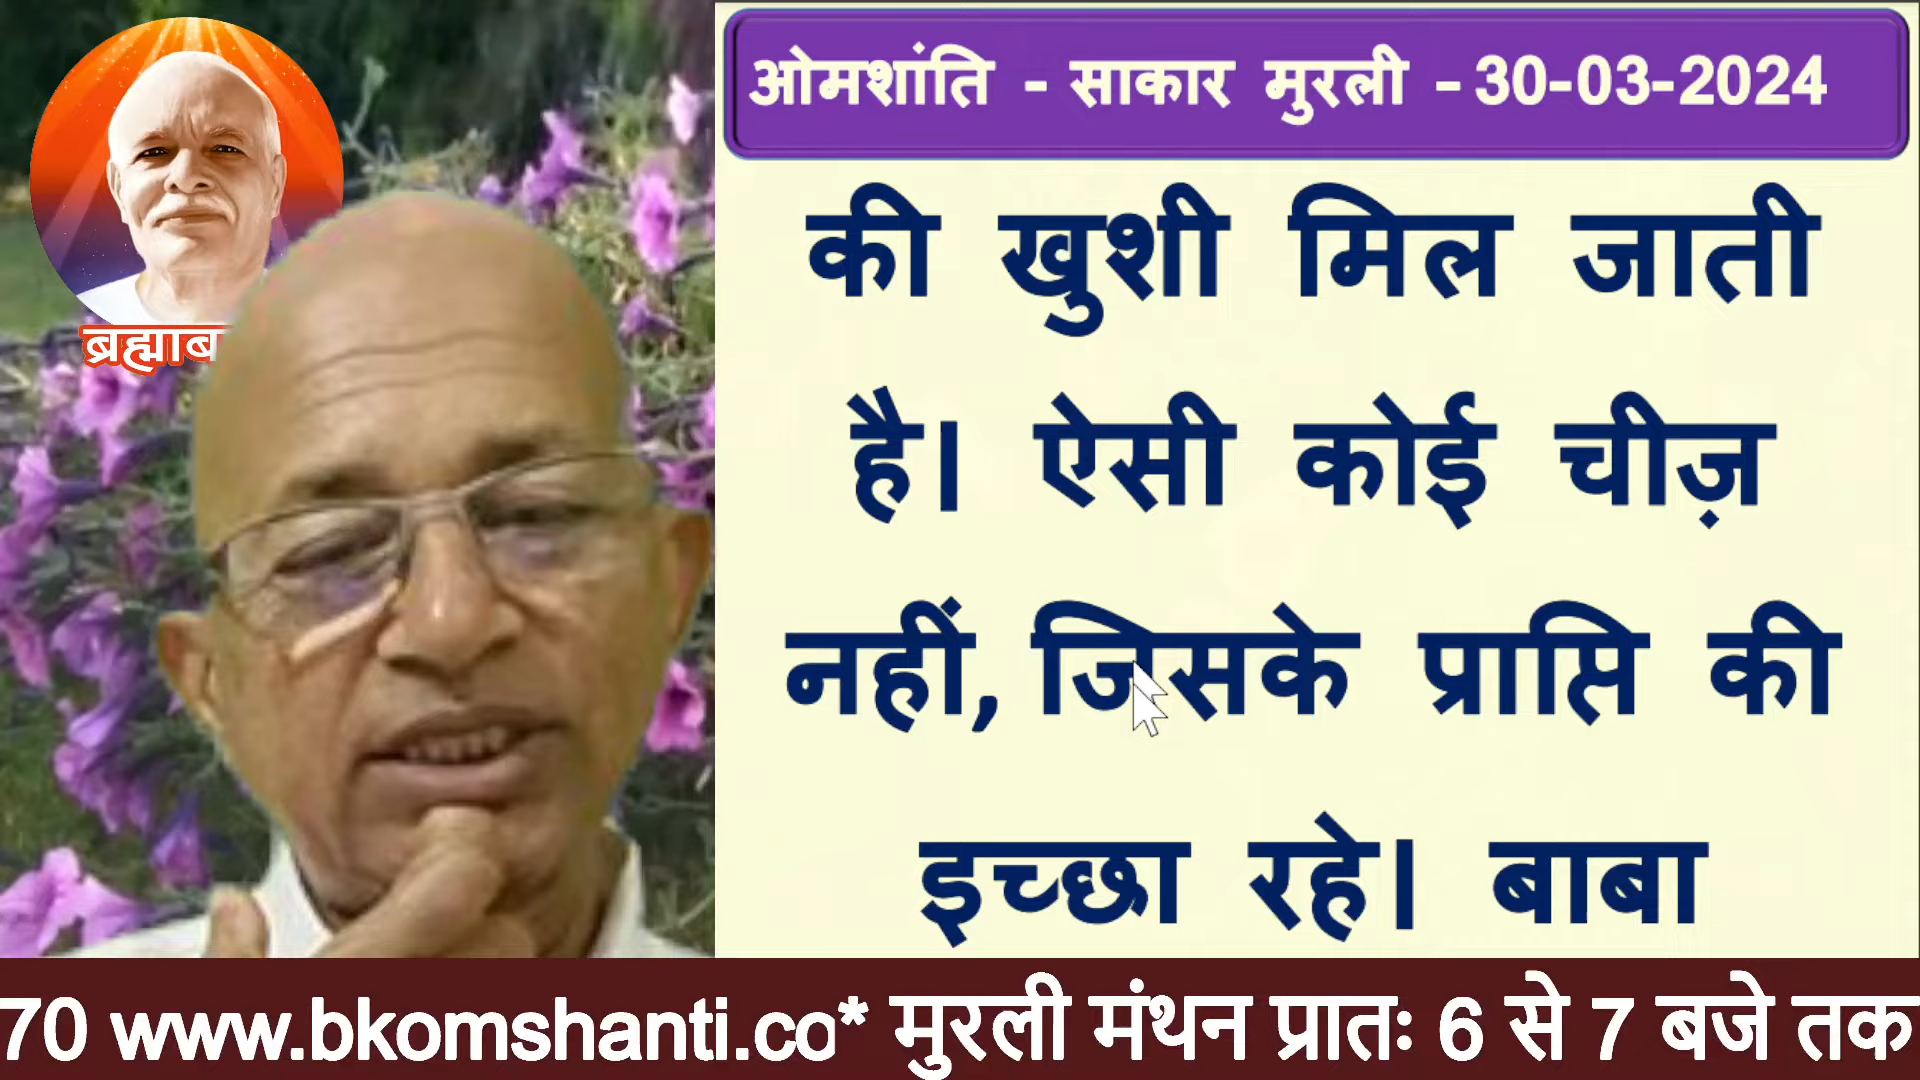 ओमशांति - साकार मुरली - 30-03-2024
की खुशी मिल जाती
है। ऐसी कोई चीज़
नहीं, जिसके प्राप्ति की
इच्छा रहे। बाबा
ब्रह्माब
70 www.bkomshanti.co* मुरली मंथन प्रातः 6 से 7 बजे तक